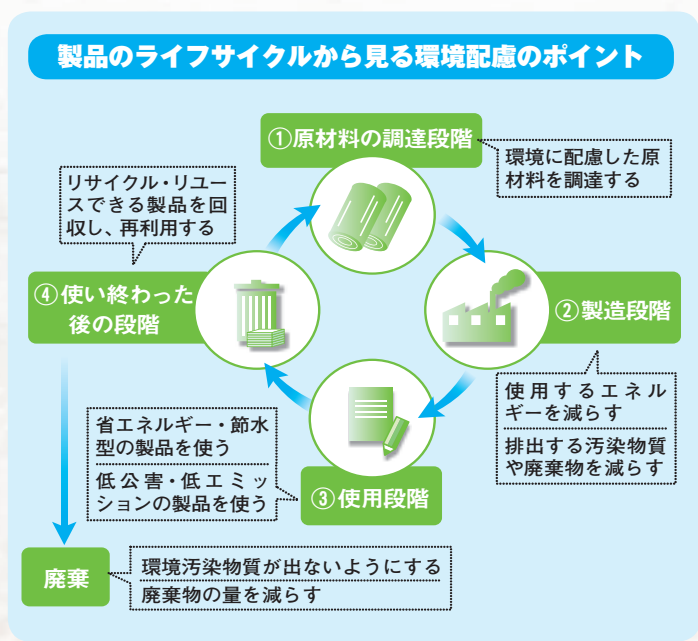 製品のライフサイクルから見る環境配慮のポイント
①原材料の調達段階
環境に配慮した原
材料を調達する
リサイクル・リユー
スできる製品を回
収し、再利用する
④使い終わった
後の段階
②製造段階
使用するエネル
ギーを減らす
排出する汚染物質
や廃棄物を減らす
省エネルギー・節水
型の製品を使う
低公害・低エミッ
ションの製品を使う
③使用段階
廃棄
環境汚染物質が出ないようにする
廃棄物の量を減らす